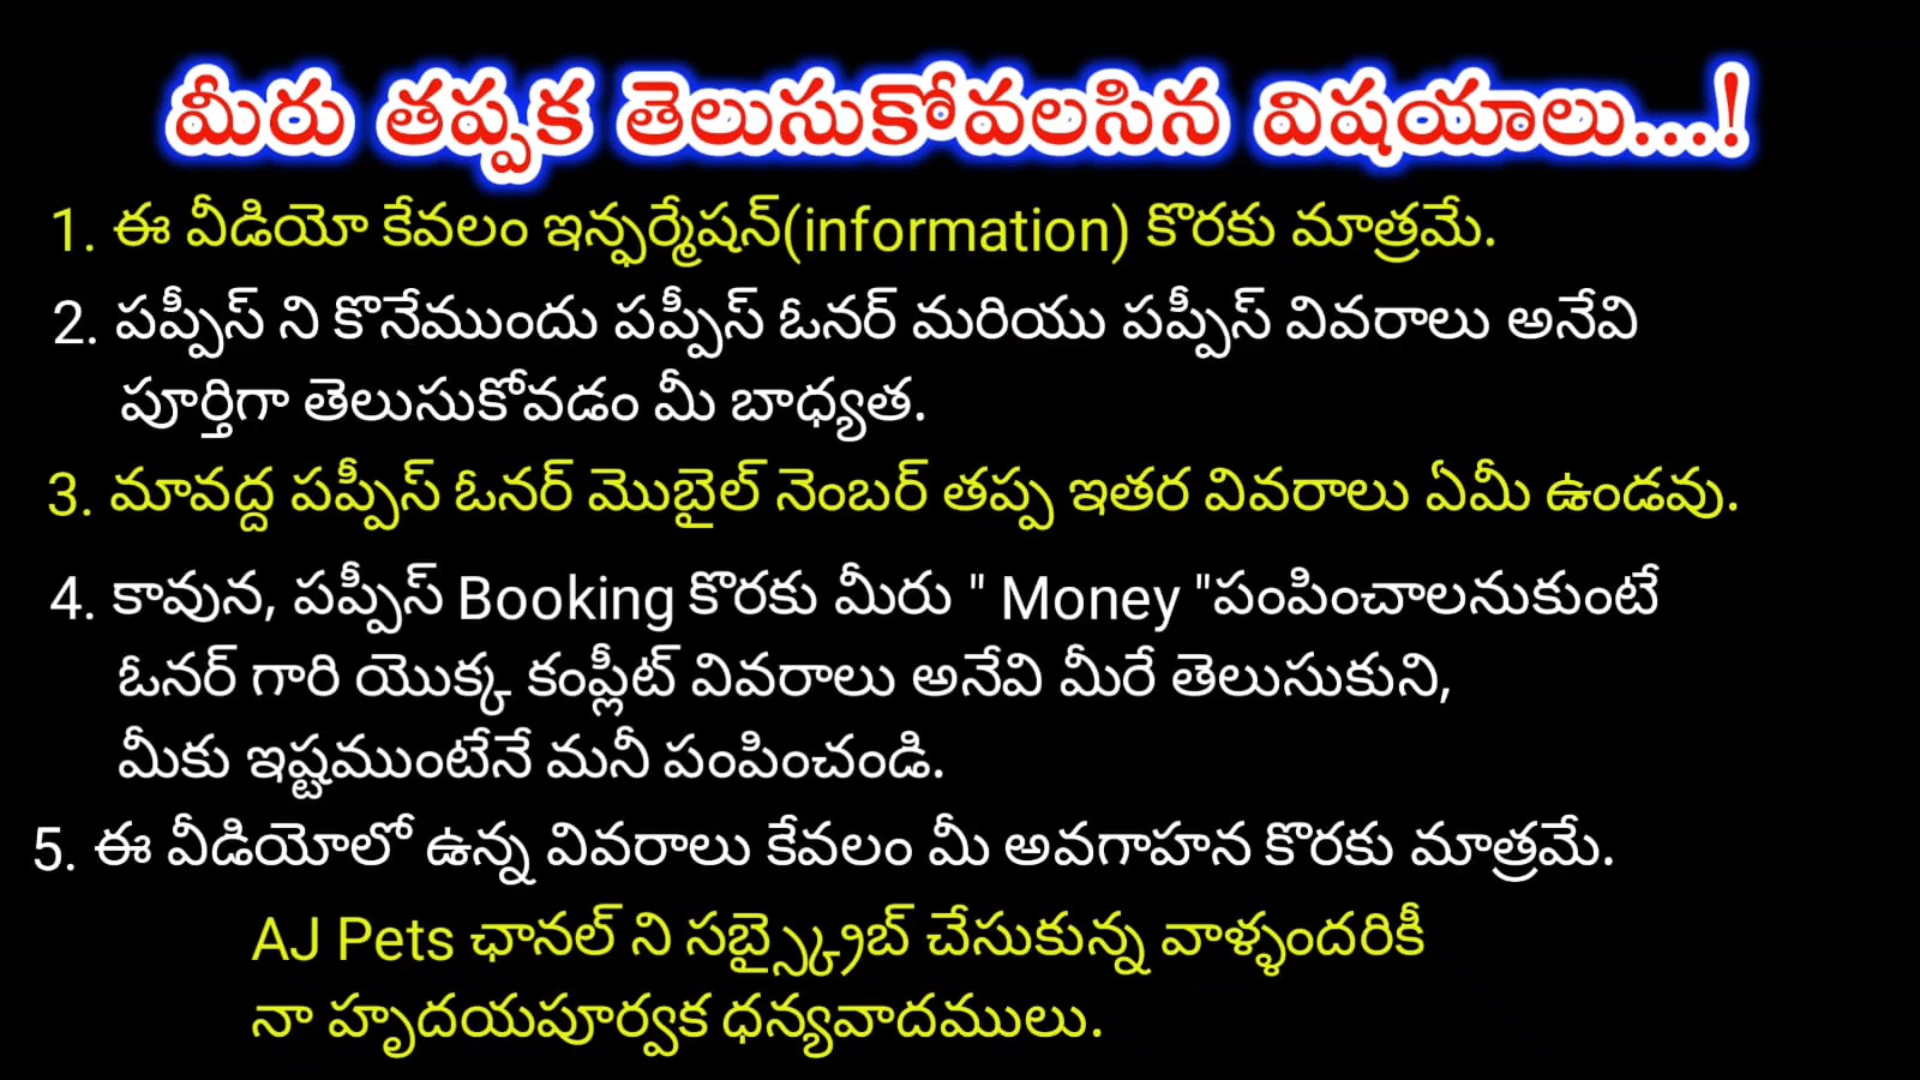 మీరు తప్పక తెలుసుకోవలసిన విషయాలు...!
1. ఈ వీడియో కేవలం ఇన్ఫర్మేషన్(information) కొరకు మాత్రమే.
2. పప్పీస్ ని కొనేముందు పప్పీస్ ఓనర్ మరియు పప్పీస్ వివరాలు అనేవి
పూర్తిగా తెలుసుకోవడం మీ బాధ్యత.
3. మావద్ద పప్పీస్ ఓనర్ మొబైల్ నెంబర్ తప్ప ఇతర వివరాలు ఏమీ ఉండవు.
4. కావున, పప్పీస్ Booking కొరకు మీరు " Money "పంపించాలనుకుంటే
ఓనర్ గారి యొక్క కంప్లీట్ వివరాలు అనేవి మీరే తెలుసుకుని,
మీకు ఇష్టముంటేనే మనీ పంపించండి.
5. ఈ వీడియోలో ఉన్న వివరాలు కేవలం మీ అవగాహన కొరకు మాత్రమే.
AJ Pets ఛానల్ ని సబ్స్క్రైబ్ చేసుకున్న వాళ్ళందరికీ
నా హృదయపూర్వక ధన్యవాదములు.